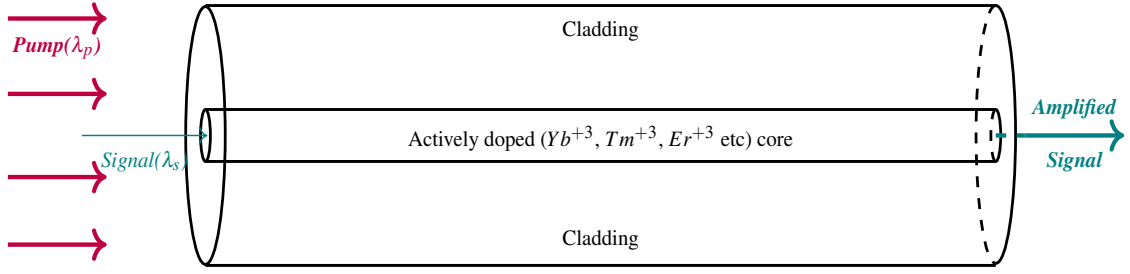 Cladding
Pump(λₚ)
Amplified
Actively doped (Yb⁺³, Tm⁺³, Er⁺³ etc) core
Signal(λₛ)
Signal
Cladding